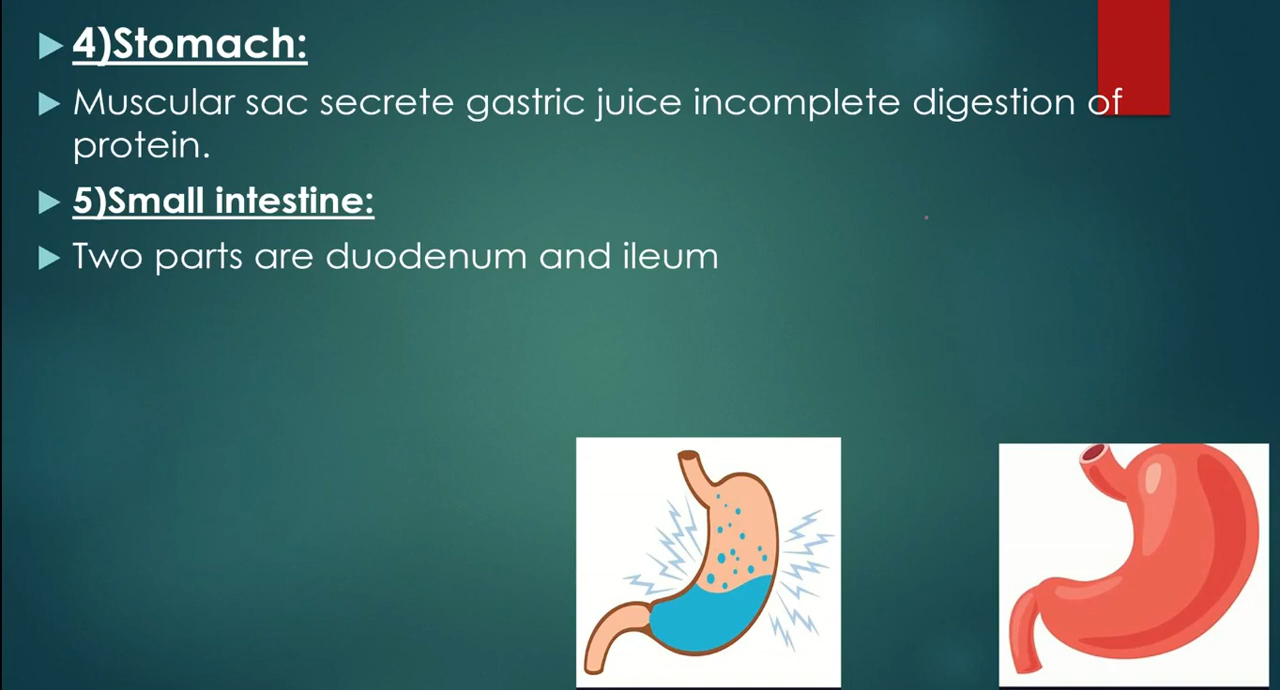 4)Stomach:
Muscular sac secrete gastric juice incomplete digestion of
protein.
5)Small intestine:
Two parts are duodenum and ileum